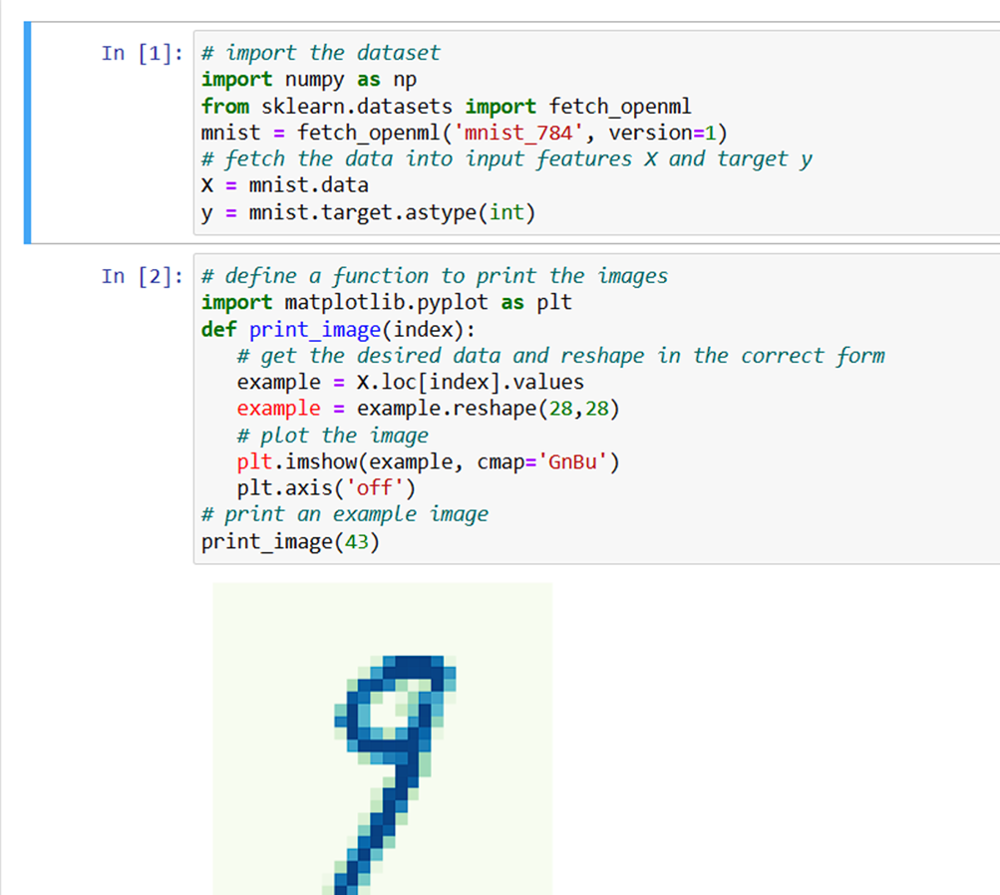 In [1]:
# import the dataset
import numpy as np
from sklearn.datasets import fetch_openml
mnist = fetch_openml('mnist_784', version=1)
# fetch the data into input features X and target y
X = mnist.data
y = mnist.target.astype(int)
In [2]:
# define a function to print the images
import matplotlib.pyplot as plt
def print_image(index):
   # get the desired data and reshape in the correct form
   example = X.loc[index].values
   example = example.reshape(28,28)
   # plot the image
   plt.imshow(example, cmap='GnBu')
   plt.axis('off')
# print an example image
print_image(43)
9